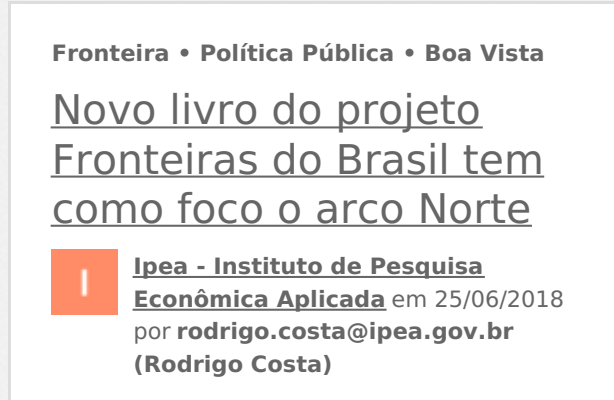 Fronteira • Política Pública • Boa Vista
Novo livro do projeto
Fronteiras do Brasil tem
como foco o arco Norte
I
Ipea - Instituto de Pesquisa
Econômica Aplicada em 25/06/2018
por rodrigo.costa@ipea.gov.br
(Rodrigo Costa)